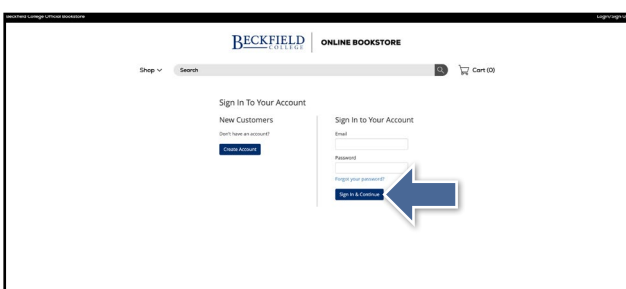 Beckfield College Official Bookstore
Login/Sign U
BECKFIELD
COLLEGE
ONLINE BOOKSTORE
Shop
Search
Cart (0)
Sign In To Your Account
New Customers
Don't have an account?
Create Account
Sign In to Your Account
Email
Password
Forgot your password?
Sign In & Continue